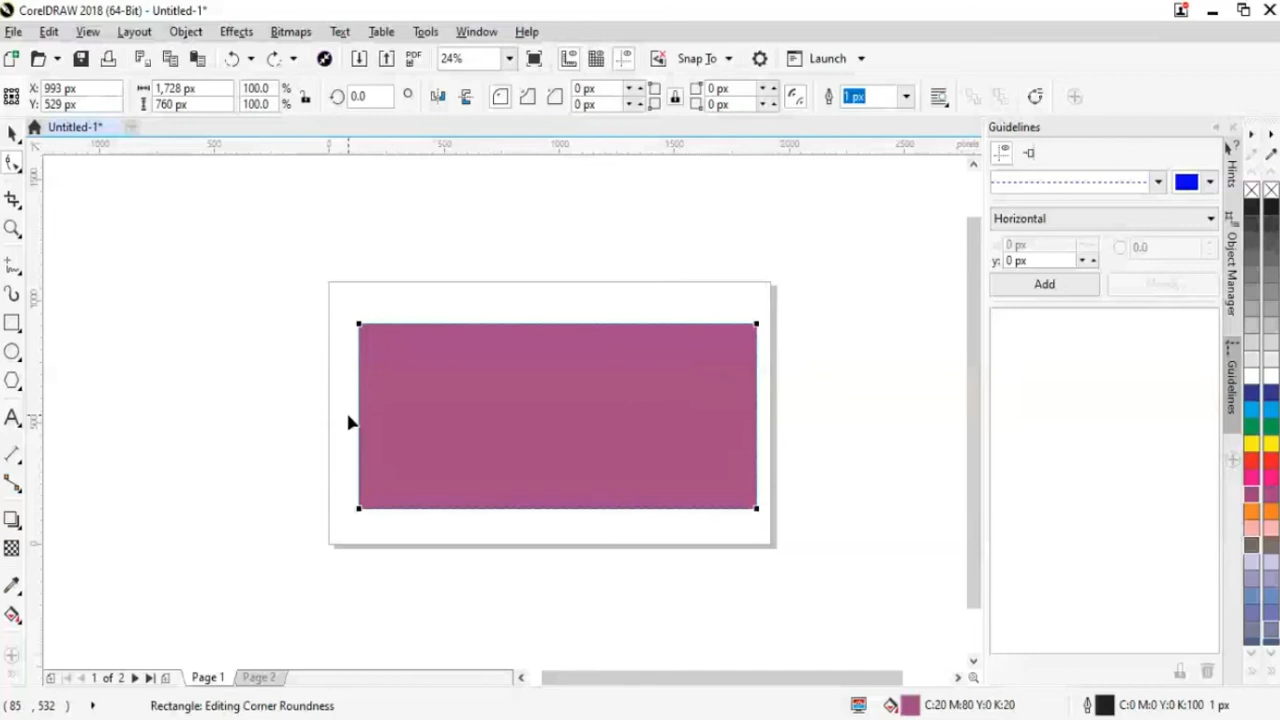 CorelDRAW 2018 (64-Bit) - Untitled-1*
File Edit View Layout Object Effects Bitmaps Text Table Tools Window Help
PDF 24% Snap To Launch
X: 993 px 1,728 px 100.0 % 0.0 ° 0 px 0 px 1 px
Y: 529 px 760 px 100.0 % 0 px 0 px
Untitled-1*
1000 500 0 500 1000 1500 2000 2500 pixels
Guidelines
Horizontal
0 px 0.0
y: 0 px
Add
Hints
Object Manager
Guidelines
1 of 2 Page 1 Page 2
(85 , 532 ) Rectangle: Editing Corner Roundness C:20 M:80 Y:0 K:20 C:0 M:0 Y:0 K:100 1 px